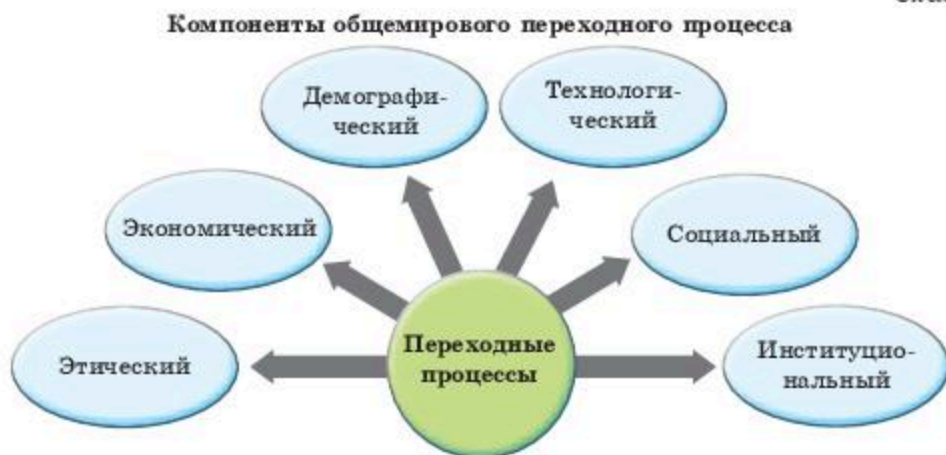 Компоненты общемирового переходного процесса
Демографи-
ческий
Технологи-
ческий
Экономический
Социальный
Этический
Переходные
процессы
Институцио-
нальный